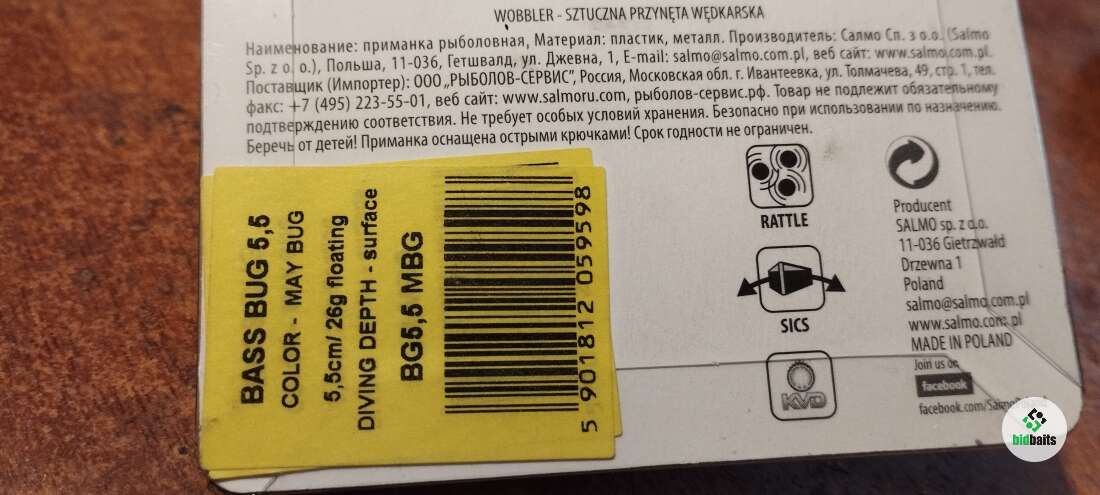 WOBBLER - SZTUCZNA PRZYNĘTA WĘDKARSKA
Наименование: приманка рыболовная, Материал: пластик, металл. Производитель: Салмо Сп. з о.о. (Salmo
Sp. z o. o.), Польша, 11-036, Гетшвалд, ул. Джевна, 1, E-mail: salmo@salmo.com.pl, веб сайт: www.salmo.com.pl.
Поставщик (Импортер): ООО „РЫБОЛОВ-СЕРВИС”, Россия, Московская обл. г. Ивантеевка, ул. Толмачева, 49, стр. 1, тел.
факс: +7 (495) 223-55-01, веб сайт: www.salmoru.com, рыболов-сервис.рф. Товар не подлежит обязательному
подтверждению соответствия. Не требует особых условий хранения. Безопасно при использовании по назначению.
Беречь от детей! Приманка оснащена острыми крючками! Срок годности не ограничен.
BASS BUG 5,5
COLOR - MAY BUG
5,5cm/ 26g floating
DIVING DEPTH - surface
BG5,5 MBG
5 901812 059598
RATTLE
SICS
KVD
Producent
SALMO sp. z o.o.
11-036 Gietrzwałd
Drzewna 1
Poland
salmo@salmo.com.pl
www.salmo.com.pl
MADE IN POLAND
Join us on
facebook
facebook.com/
bidbaits